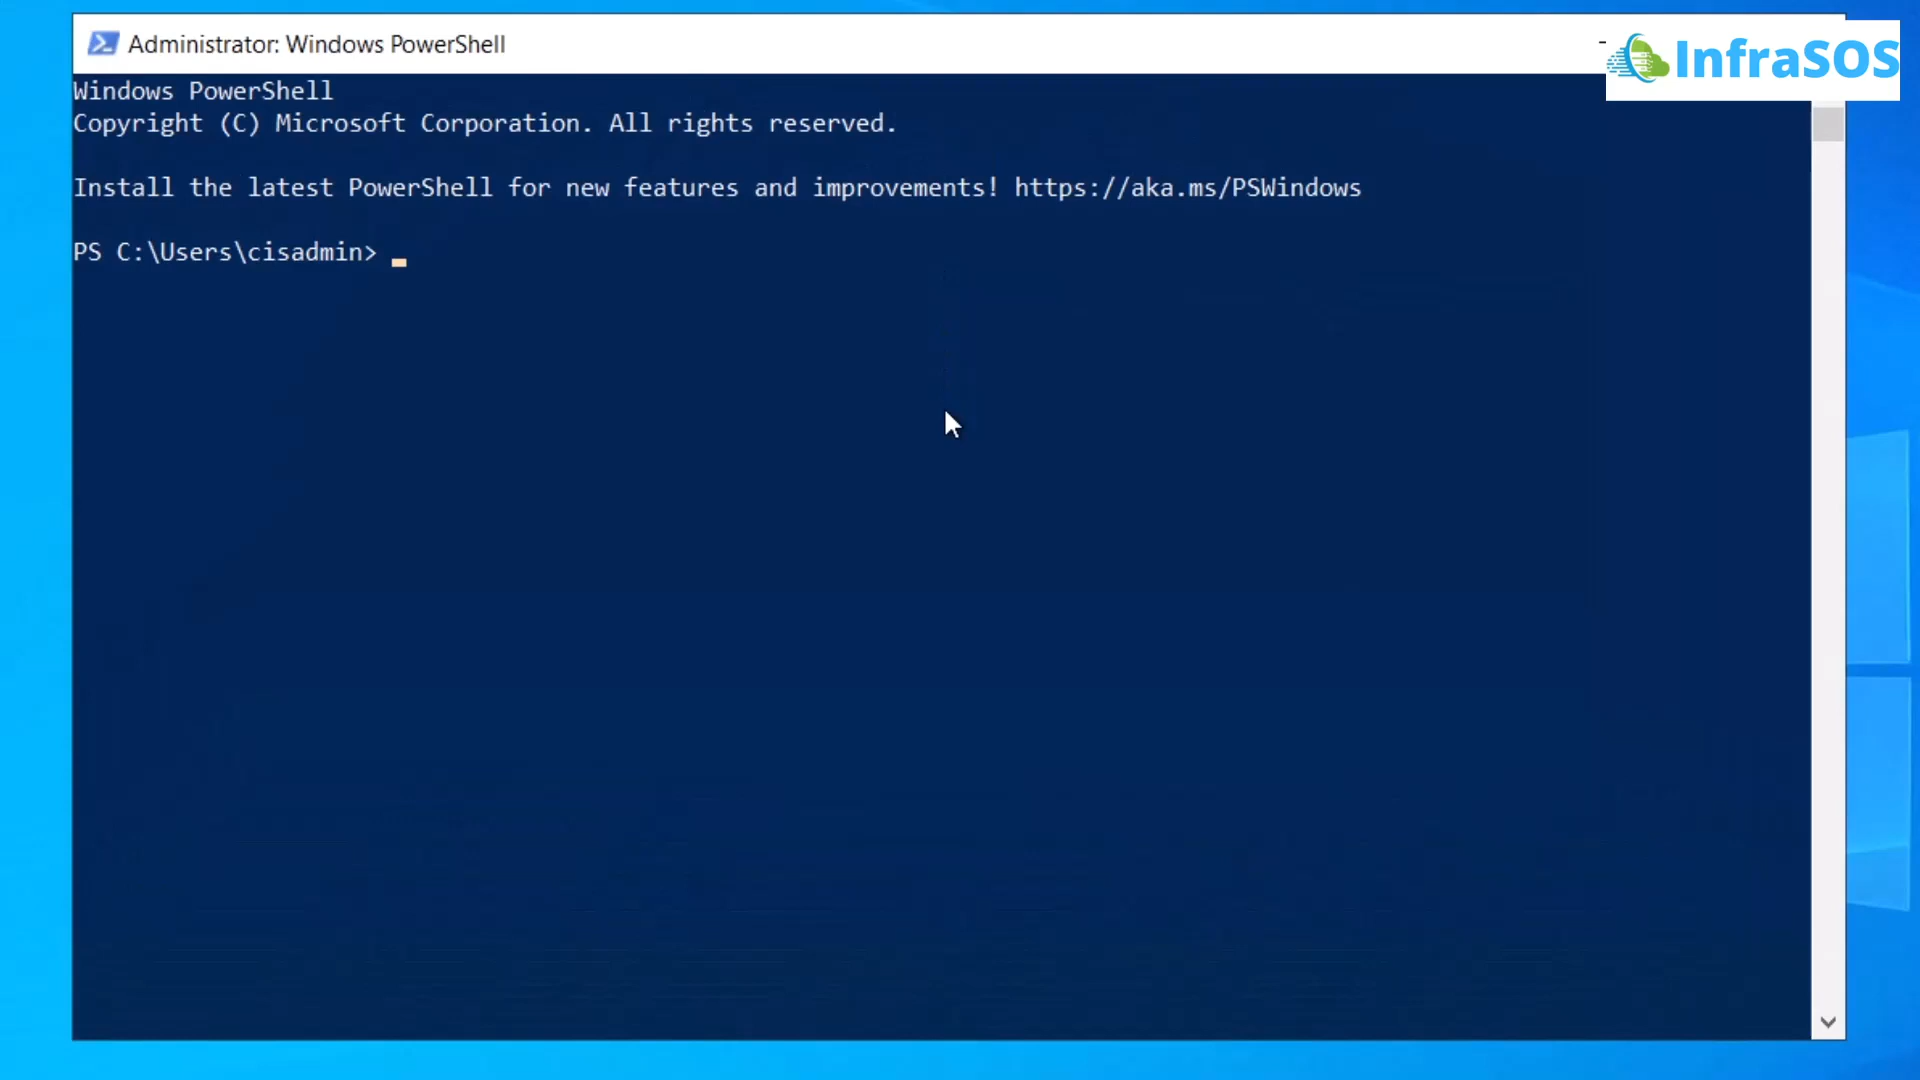 Administrator: Windows PowerShell
InfraSOS
Windows PowerShell
Copyright (C) Microsoft Corporation. All rights reserved.
Install the latest PowerShell for new features and improvements! https://aka.ms/PSWindows
PS C:\Users\cisadmin> _